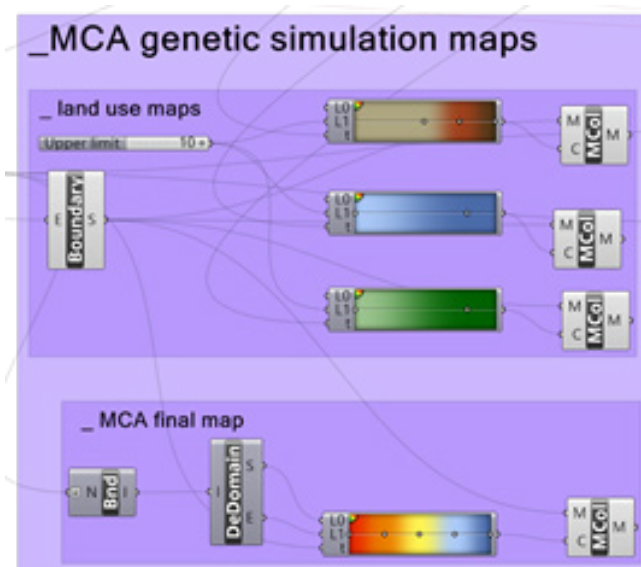 _MCA genetic simulation maps
_ land use maps
Upper limit 10
L0
L1
t
M
C
MCol
M
E
Boundary
S
L0
L1
t
M
C
MCol
M
L0
L1
t
M
C
MCol
M
_ MCA final map
N
Bnd
I
I
DeDomain
S
E
L0
L1
t
M
C
MCol
M